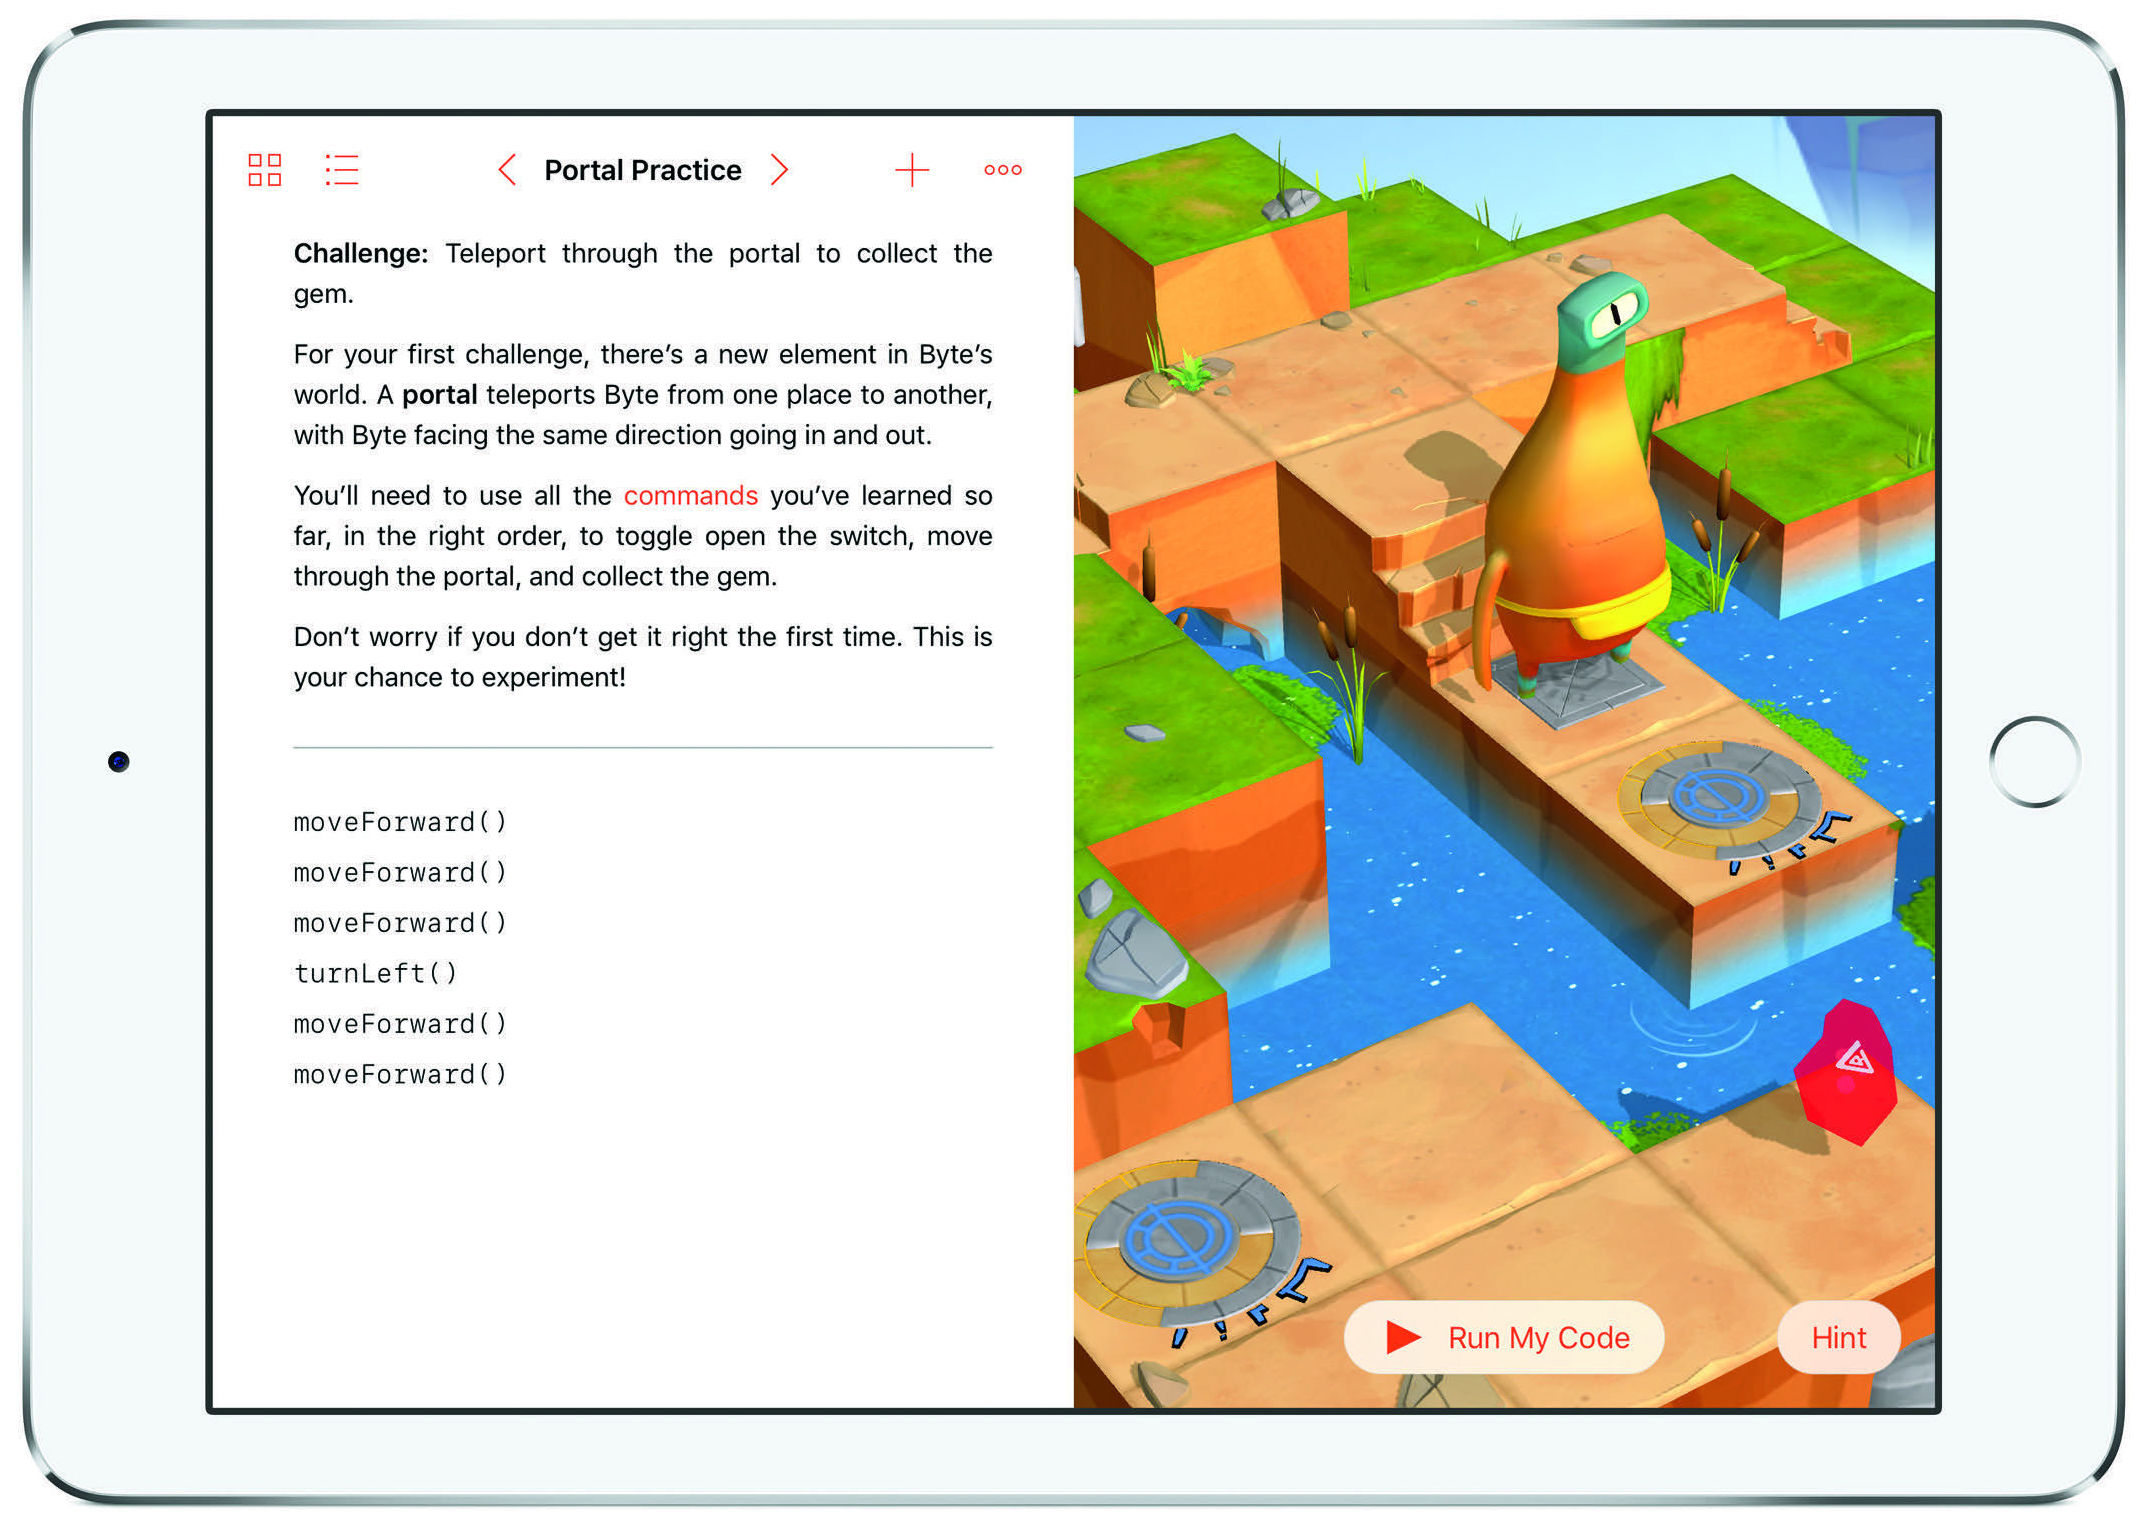 Portal Practice
Challenge: Teleport through the portal to collect the
gem.
For your first challenge, there’s a new element in Byte’s
world. A portal teleports Byte from one place to another,
with Byte facing the same direction going in and out.
You’ll need to use all the commands you’ve learned so
far, in the right order, to toggle open the switch, move
through the portal, and collect the gem.
Don’t worry if you don’t get it right the first time. This is
your chance to experiment!
moveForward()
moveForward()
moveForward()
turnLeft()
moveForward()
moveForward()
Run My Code
Hint